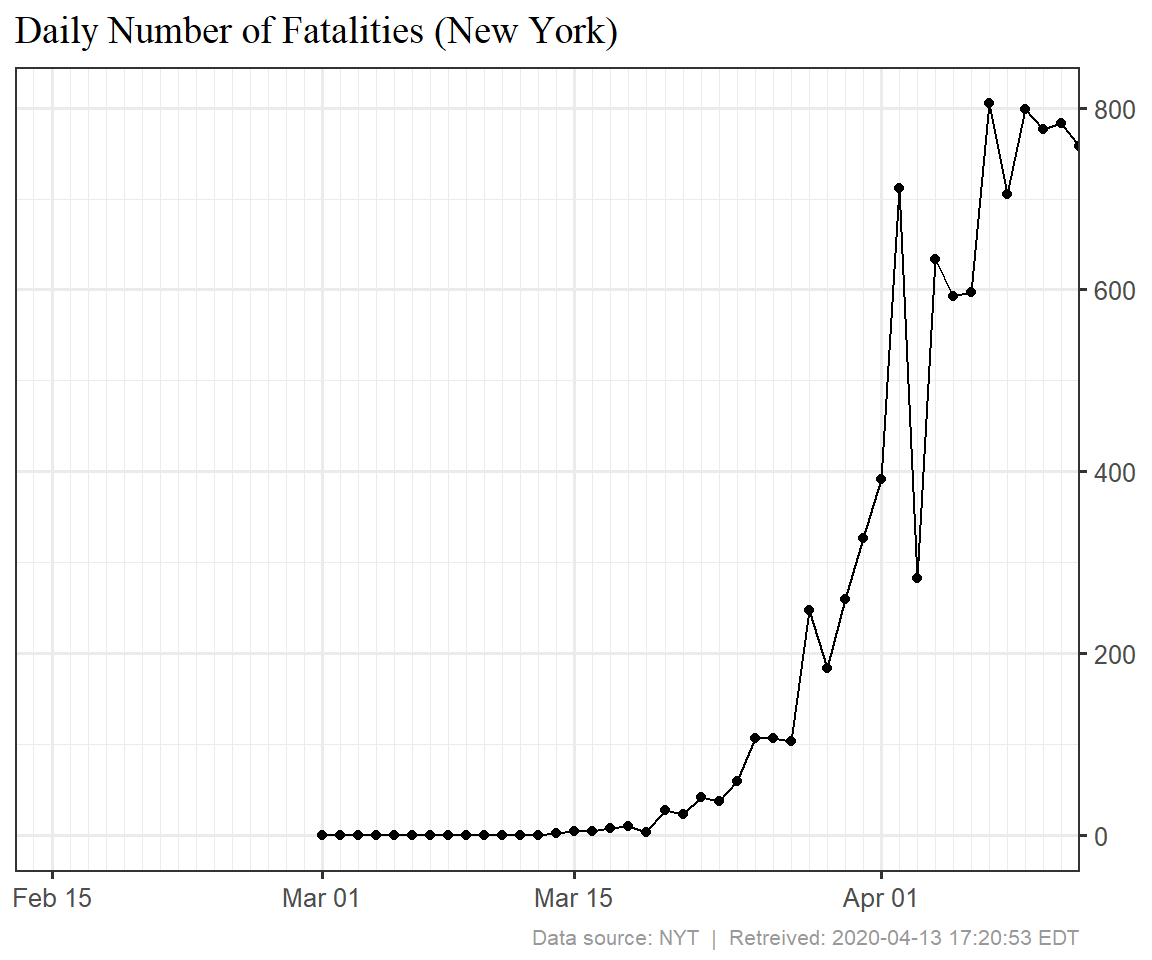 Daily Number of Fatalities (New York)
800
600
400
200
0
Feb 15 Mar 01 Mar 15 Apr 01
Data source: NYT | Retreived: 2020-04-13 17:20:53 EDT